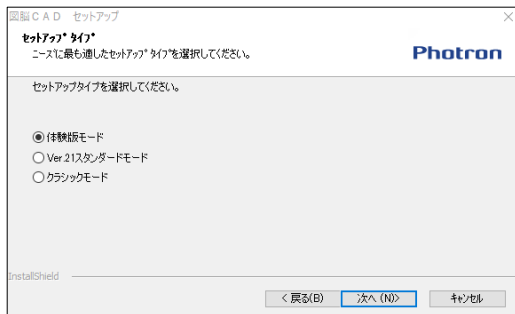 図脳CAD セットアップ
セットアップ タイプ
ニーズに最も適したセットアップ タイプを選択してください。
Photron
セットアップタイプを選択してください。
体験版モード
Ver.21スタンダードモード
クラシックモード
InstallShield
< 戻る(B)
次へ (N)>
キャンセル